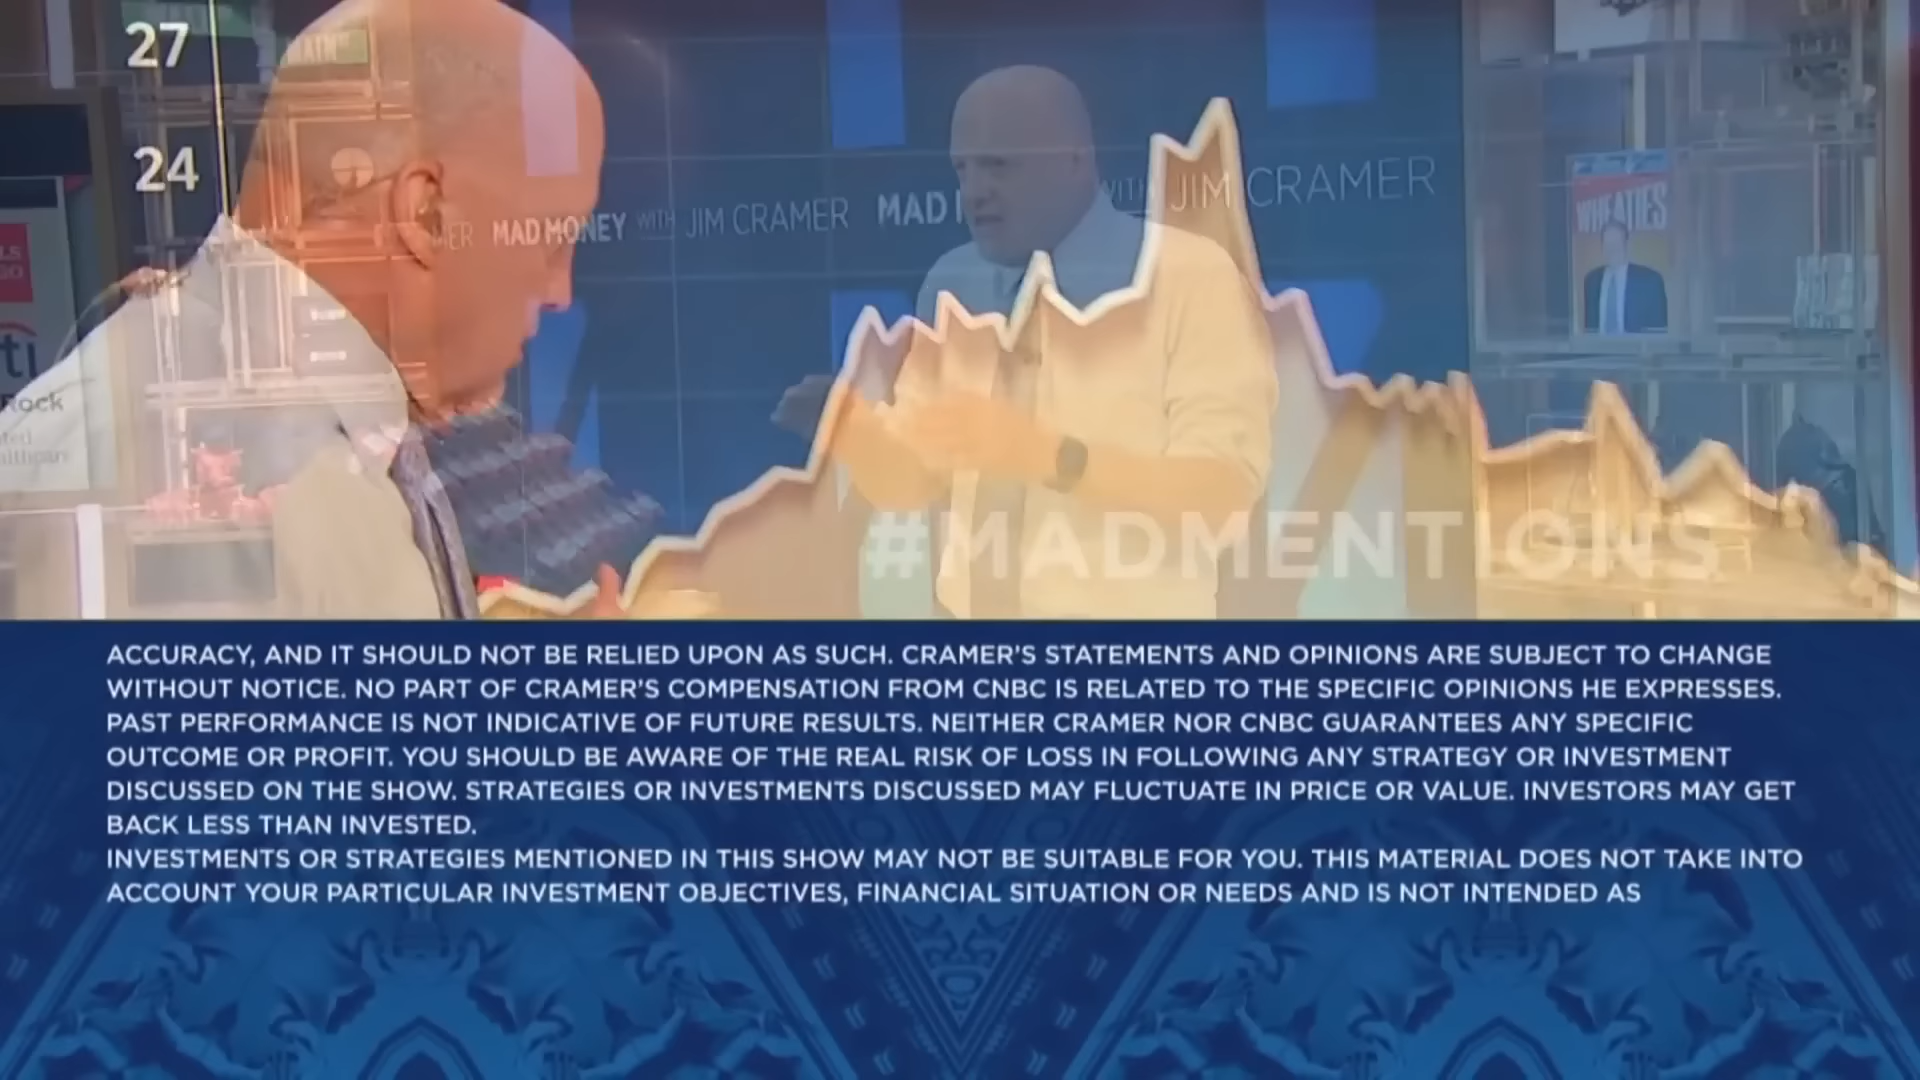 27
24
MATH
MER MAD MONEY WITH JIM CRAMER MAD WITH JIM CRAMER
WHEATIES
ti
Rock
#MADMENTIONS
ACCURACY, AND IT SHOULD NOT BE RELIED UPON AS SUCH. CRAMER'S STATEMENTS AND OPINIONS ARE SUBJECT TO CHANGE
WITHOUT NOTICE. NO PART OF CRAMER'S COMPENSATION FROM CNBC IS RELATED TO THE SPECIFIC OPINIONS HE EXPRESSES.
PAST PERFORMANCE IS NOT INDICATIVE OF FUTURE RESULTS. NEITHER CRAMER NOR CNBC GUARANTEES ANY SPECIFIC
OUTCOME OR PROFIT. YOU SHOULD BE AWARE OF THE REAL RISK OF LOSS IN FOLLOWING ANY STRATEGY OR INVESTMENT
DISCUSSED ON THE SHOW. STRATEGIES OR INVESTMENTS DISCUSSED MAY FLUCTUATE IN PRICE OR VALUE. INVESTORS MAY GET
BACK LESS THAN INVESTED.
INVESTMENTS OR STRATEGIES MENTIONED IN THIS SHOW MAY NOT BE SUITABLE FOR YOU. THIS MATERIAL DOES NOT TAKE INTO
ACCOUNT YOUR PARTICULAR INVESTMENT OBJECTIVES, FINANCIAL SITUATION OR NEEDS AND IS NOT INTENDED AS